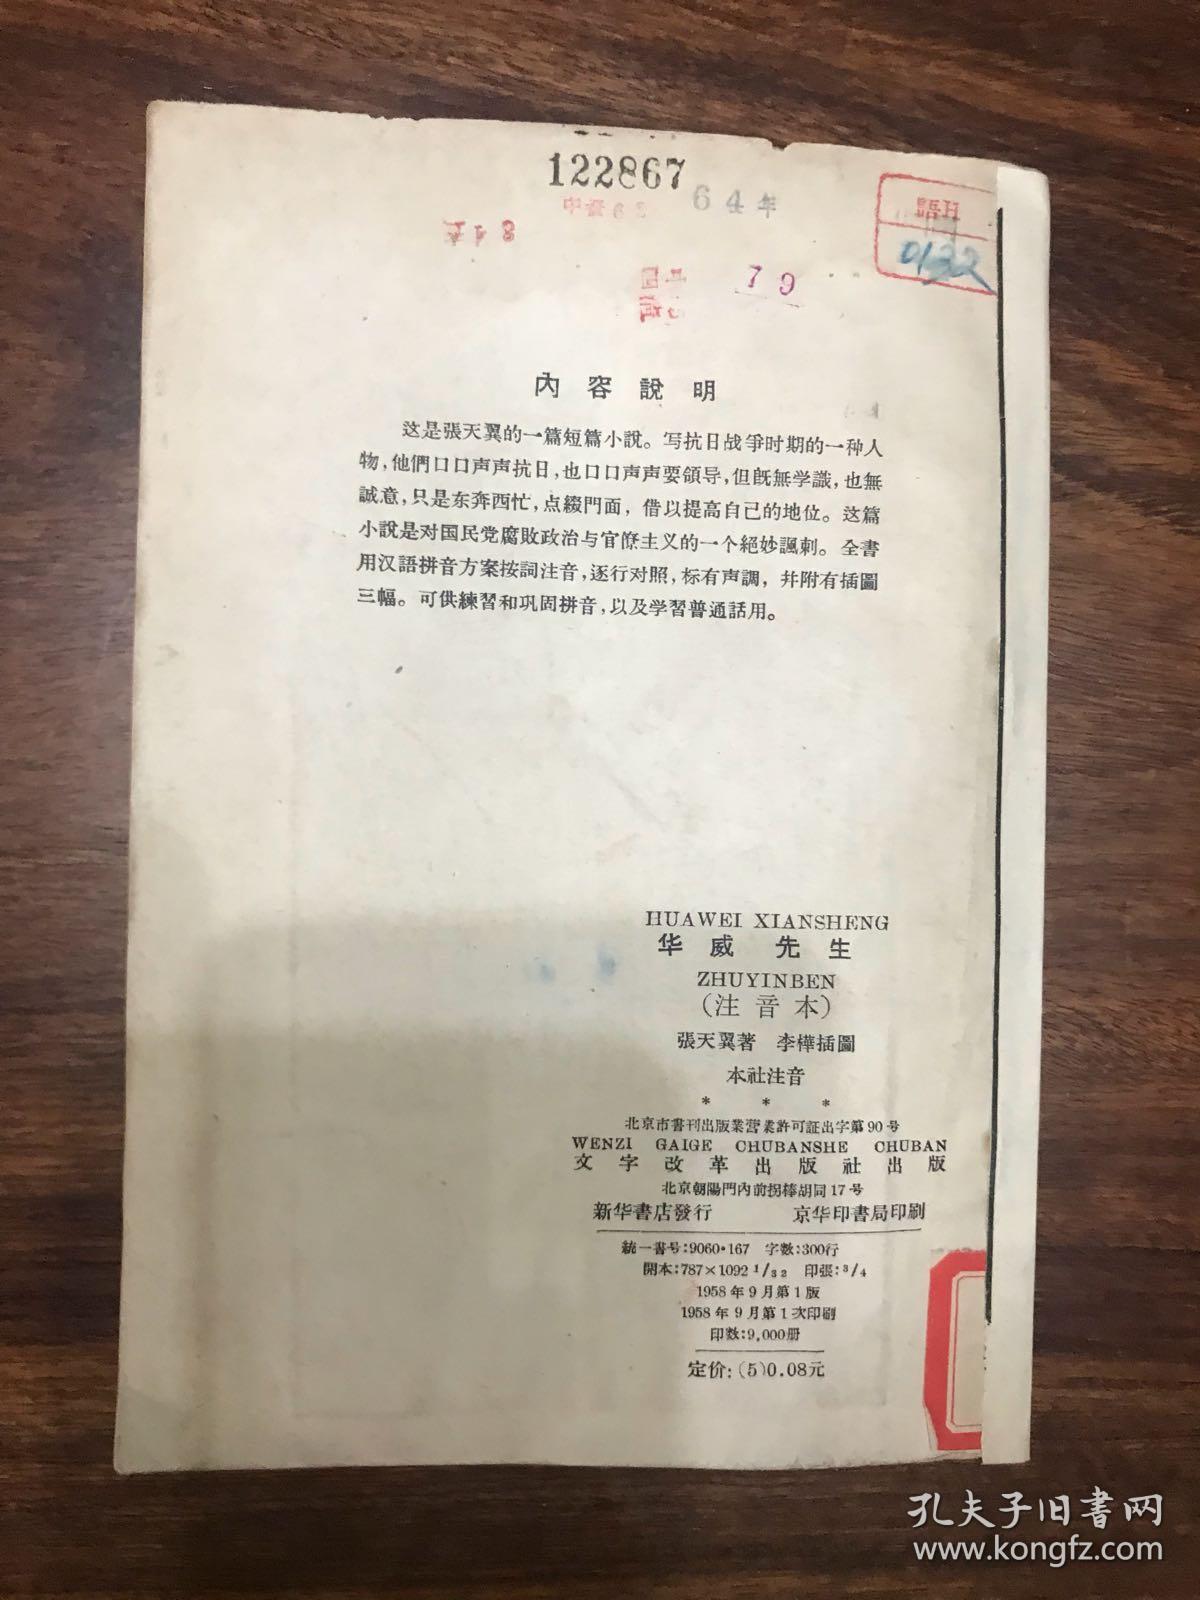 122867
64年
79
0132
內容說明
这是張天翼的一篇短篇小說。写抗日战爭时期的一种人
物，他們口口声声抗日，也口口声声要領导，但旣無学識，也無
誠意，只是东奔西忙，点綴門面，借以提高自己的地位。这篇
小說是对国民党腐敗政治与官僚主义的一个絕妙諷刺。全書
用汉語拼音方案按詞注音，逐行对照，标有声調，幷附有插圖
三幅。可供練習和巩固拼音，以及学習普通話用。
HUAWEI XIANSHENG
华威 先生
ZHUYINBEN
（注音本）
張天翼著 李樺插圖
本社注音
* * *
北京市書刊出版業营業許可証出字第90号
WENZI GAIGE CHUBANSHE CHUBAN
文字改革出版社出版
北京朝陽門內前拐棒胡同17号
新华書店發行 京华印書局印刷
統一書号：9060·167 字数：300行
開本：787×1092 1/32 印張：3/4
1958年9月第1版
1958年9月第1次印刷
印数：9,000册
定价：(5)0.08元
孔夫子旧書网
www.kongfz.com